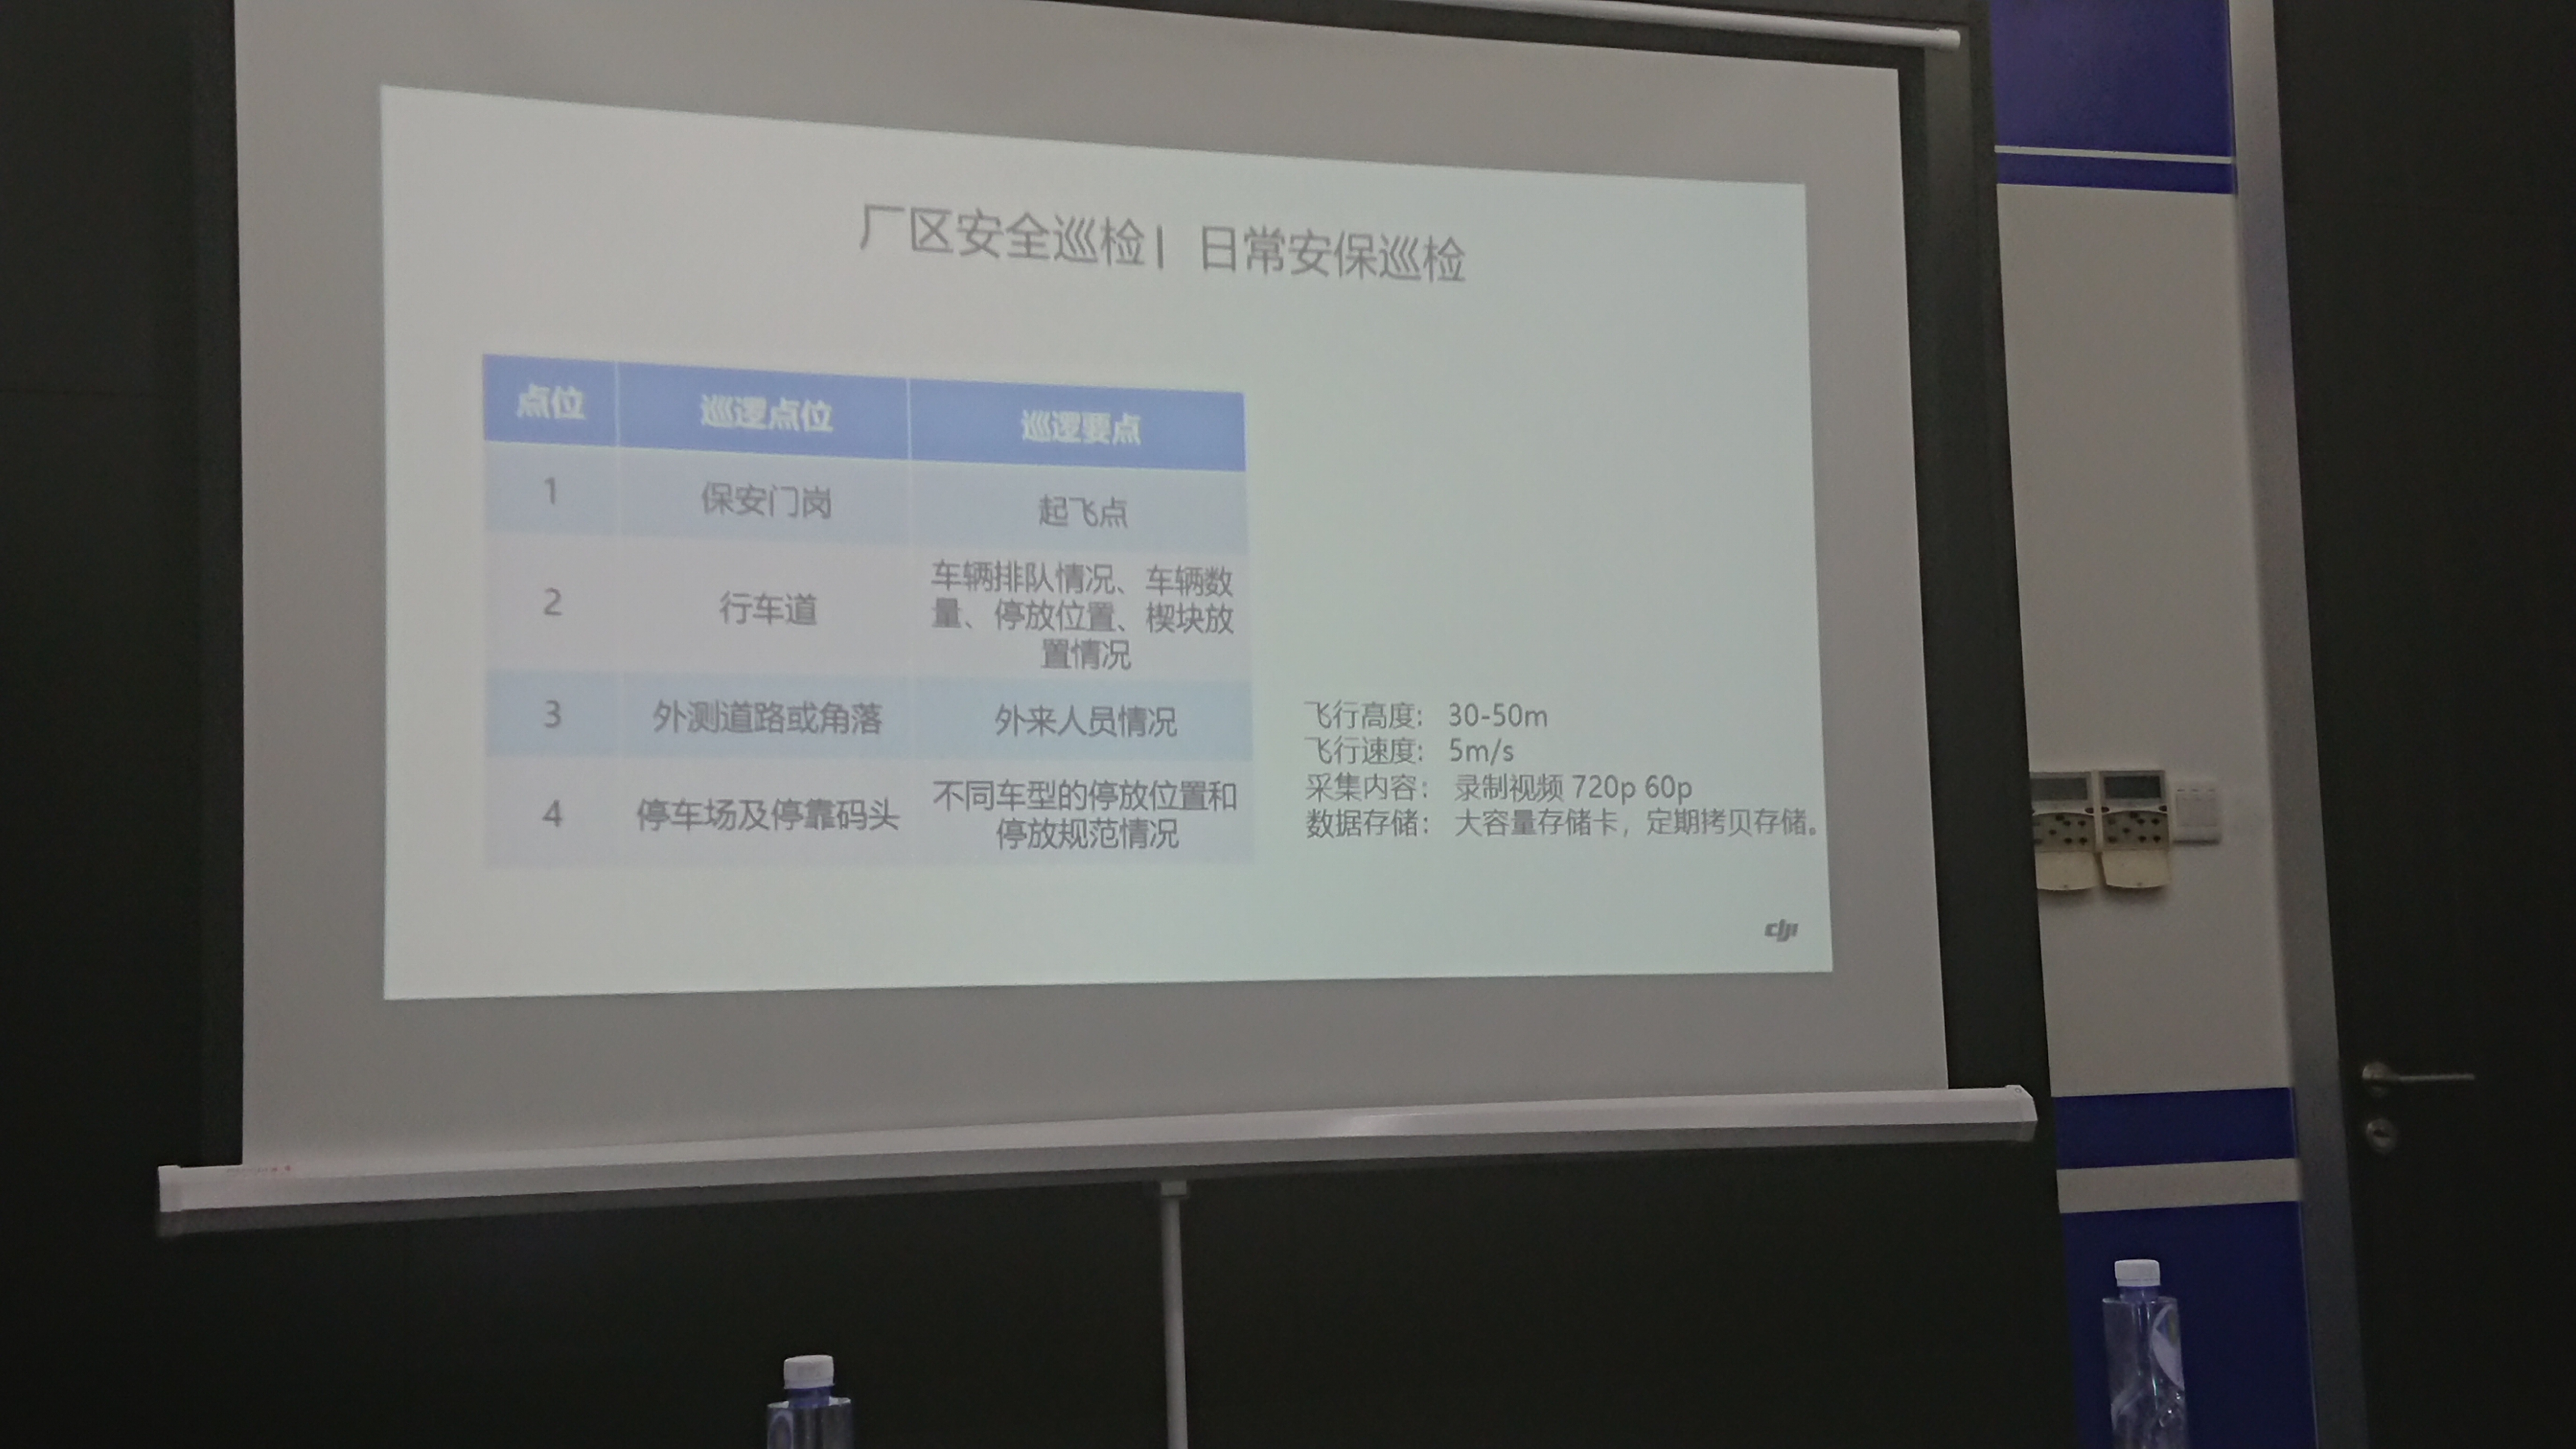 厂区安全巡检| 日常安保巡检
点位 巡逻点位 巡逻要点
1 保安门岗 起飞点
2 行车道 车辆排队情况、车辆数
量、停放位置、楔块放
置情况
3 外测道路或角落 外来人员情况
4 停车场及停靠码头 不同车型的停放位置和
停放规范情况
飞行高度: 30-50m
飞行速度: 5m/s
采集内容: 录制视频 720p 60p
数据存储: 大容量存储卡，定期拷贝存储。
dji